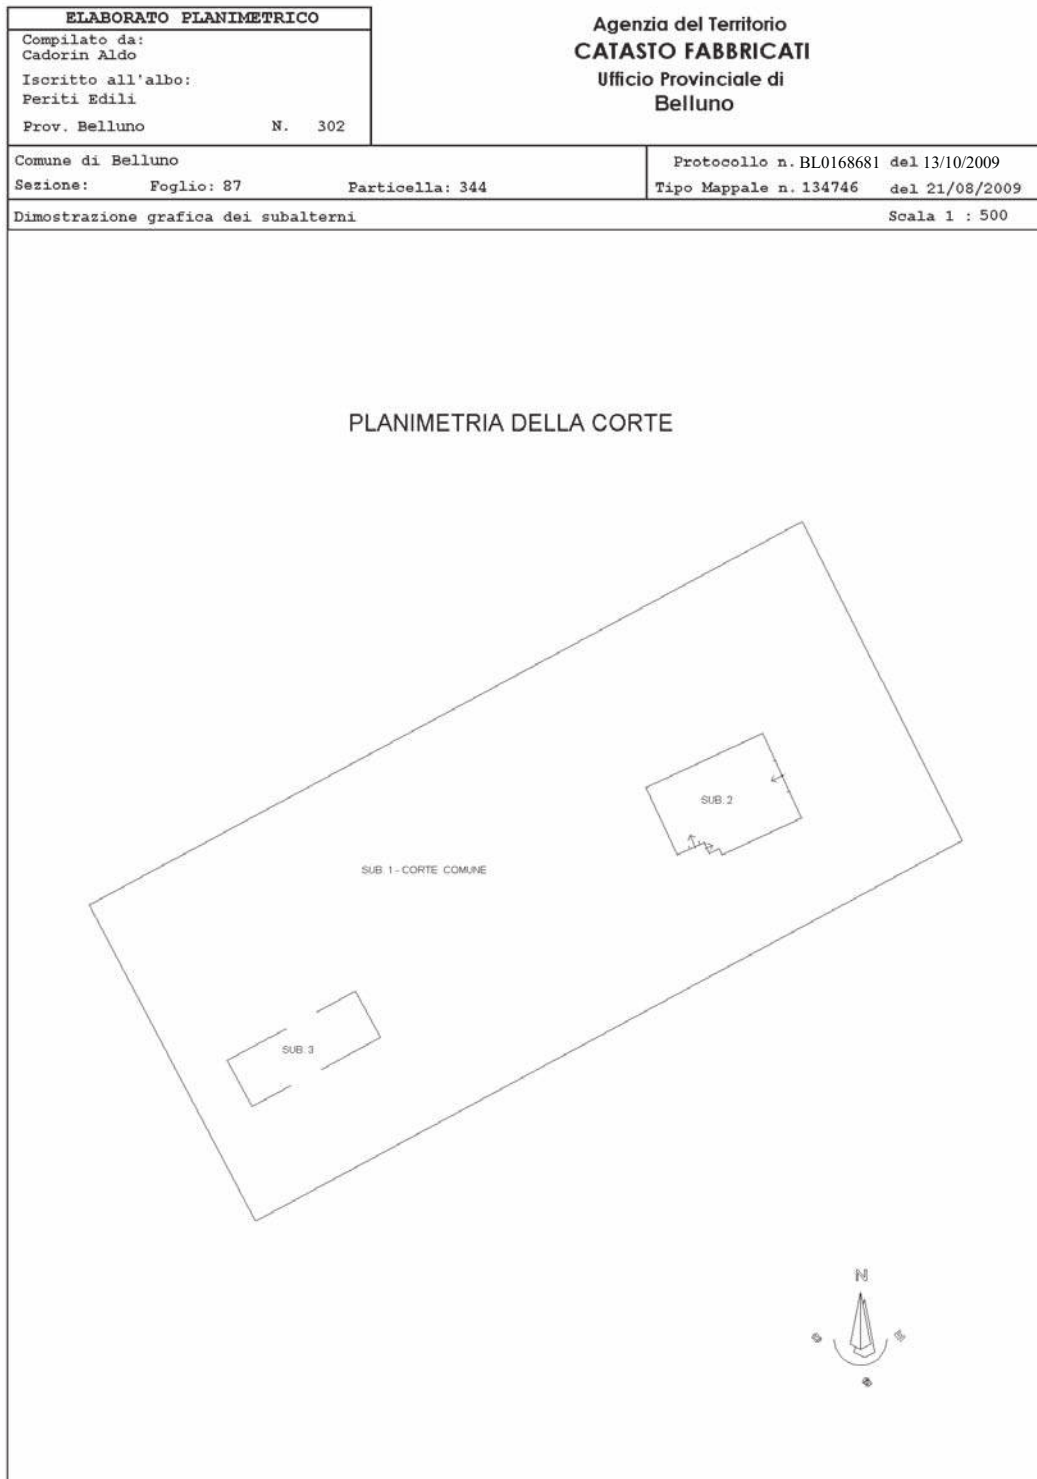 ELABORATO PLANIMETRICO
Compilato da:
Cadorin Aldo
Iscritto all'albo:
Periti Edili
Prov. Belluno N. 302
Agenzia del Territorio
CATASTO FABBRICATI
Ufficio Provinciale di
Belluno
Comune di Belluno
Sezione: Foglio: 87 Particella: 344
Protocollo n. BL0168681 del 13/10/2009
Tipo Mappale n. 134746 del 21/08/2009
Dimostrazione grafica dei subalterni Scala 1 : 500
PLANIMETRIA DELLA CORTE
SUB. 2
SUB. 1 - CORTE COMUNE
SUB. 3
N
E